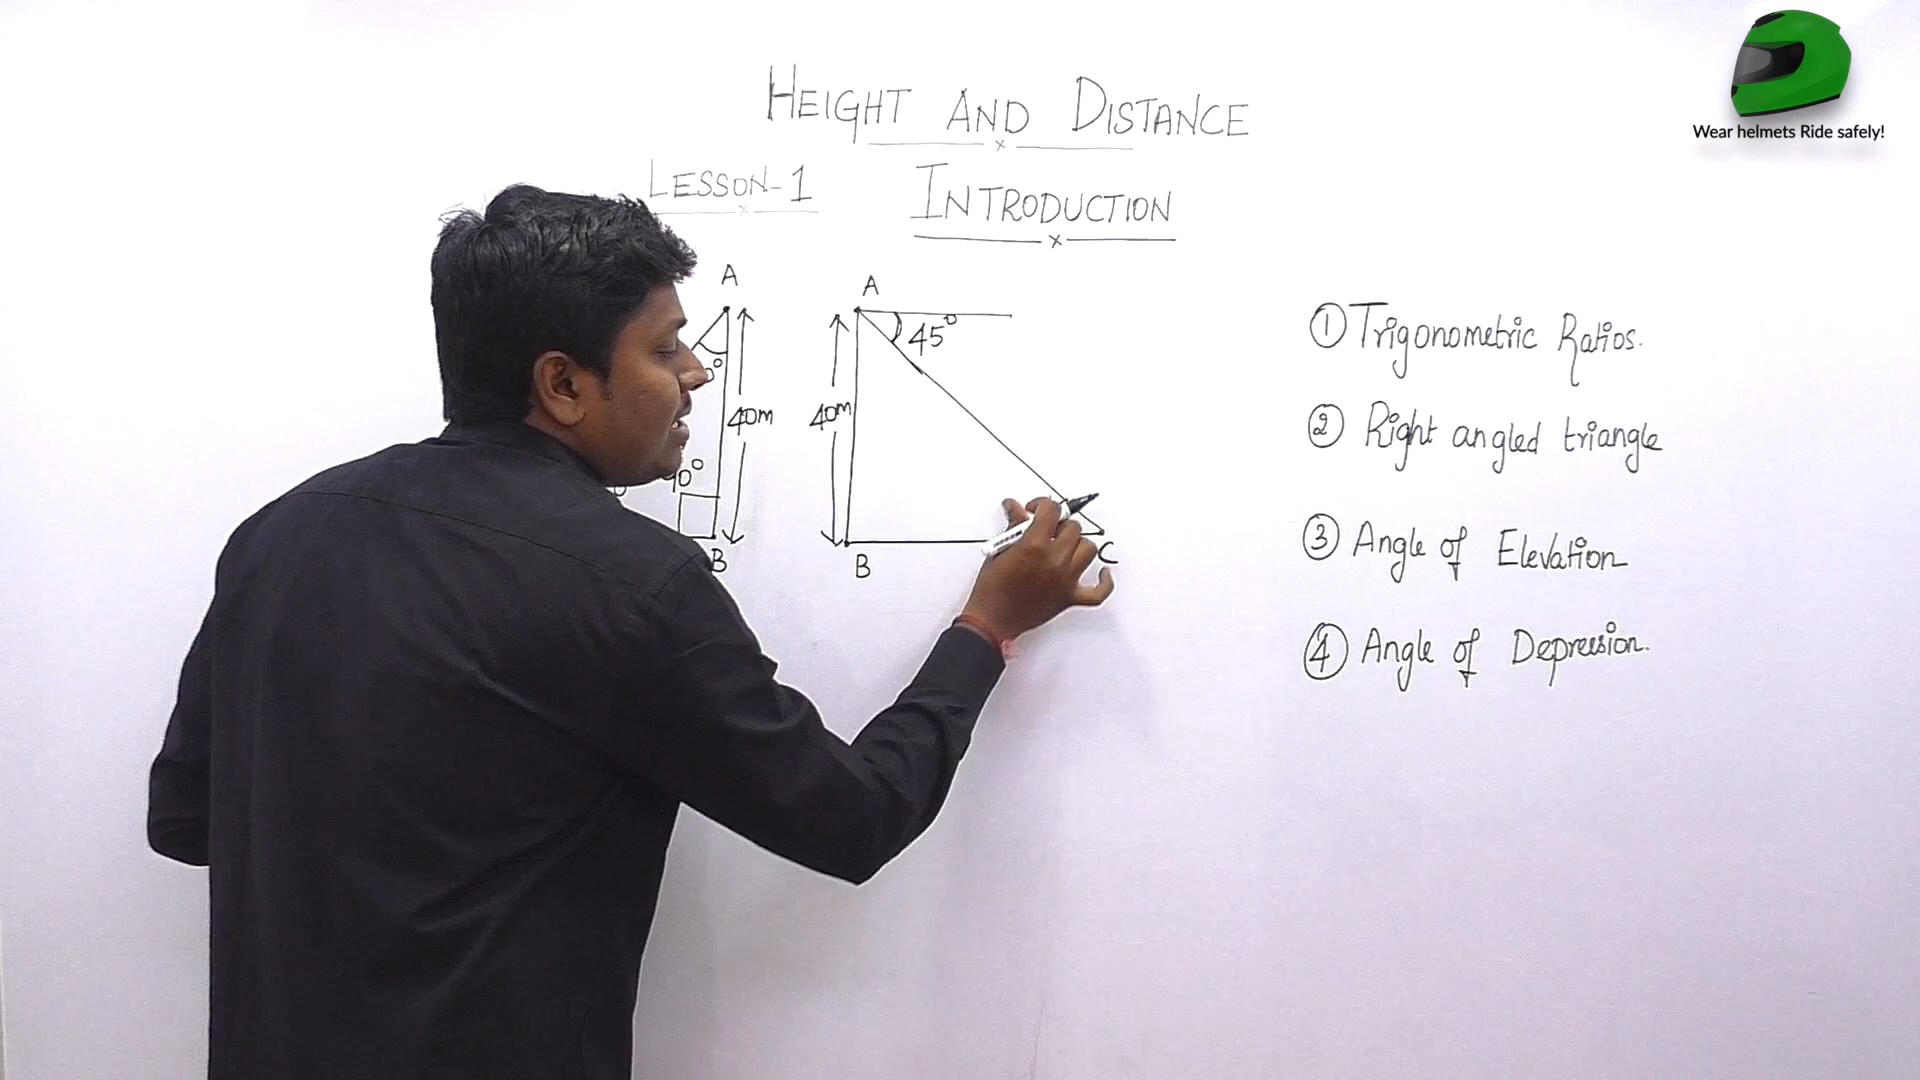 Wear helmets Ride safely!
HEIGHT AND DISTANCE
LESSON-1
INTRODUCTION
A
40m
B
A
45°
40m
B
C
① Trigonometric Ratios.
② Right angled triangle
③ Angle of Elevation
④ Angle of Depression.